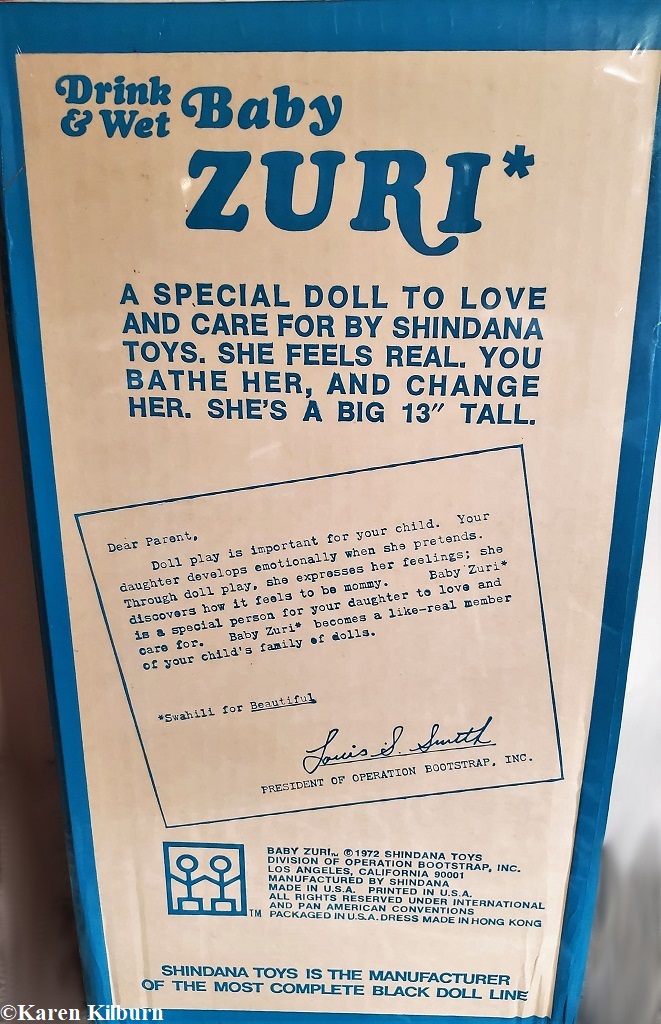 Drink
& Wet
Baby
ZURI*
A SPECIAL DOLL TO LOVE
AND CARE FOR BY SHINDANA
TOYS. SHE FEELS REAL. YOU
BATHE HER, AND CHANGE
HER. SHE'S A BIG 13" TALL.
Dear Parent,
Doll play is important for your child. Your
daughter develops emotionally when she pretends.
Through doll play, she expresses her feelings; she
discovers how it feels to be mommy. Baby Zuri*
is a special person for your daughter to love and
care for. Baby Zuri* becomes a like-real member
of your child's family of dolls.
*Swahili for Beautiful
Louis S. Smith
PRESIDENT OF OPERATION BOOTSTRAP, INC.
BABY ZURI™ ©1972 SHINDANA TOYS
DIVISION OF OPERATION BOOTSTRAP, INC.
LOS ANGELES, CALIFORNIA 90001
MANUFACTURED BY SHINDANA
MADE IN U.S.A. PRINTED IN U.S.A.
ALL RIGHTS RESERVED UNDER INTERNATIONAL
AND PAN AMERICAN CONVENTIONS
PACKAGED IN U.S.A. DRESS MADE IN HONG KONG
TM
SHINDANA TOYS IS THE MANUFACTURER
OF THE MOST COMPLETE BLACK DOLL LINE
©Karen Kilburn